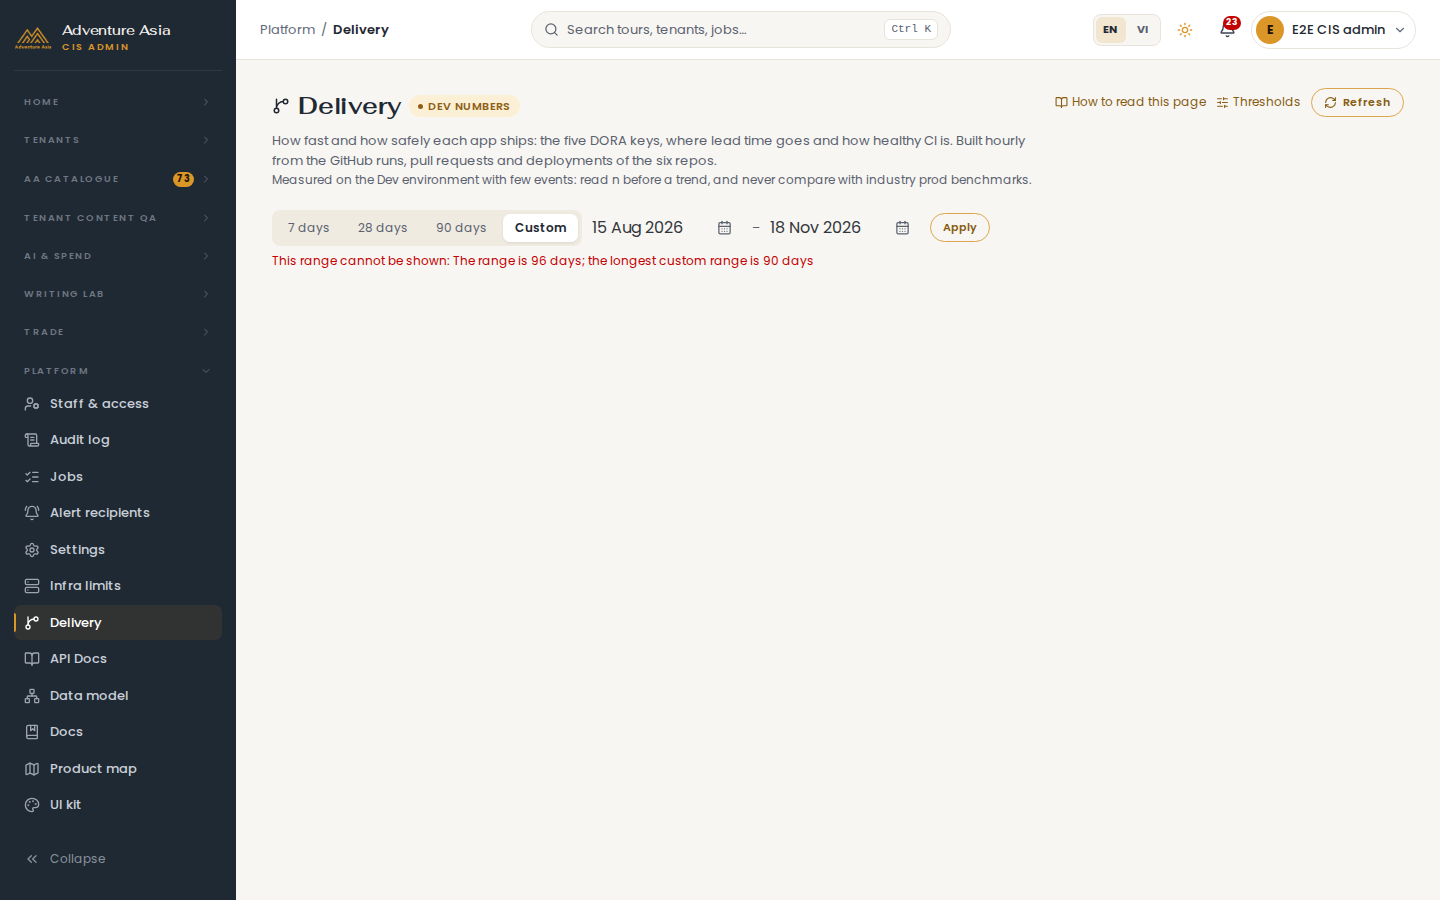 Adventure Asia
CIS ADMIN
Adventure Asia
HOME
TENANTS
AA CATALOGUE 73
TENANT CONTENT QA
AI & SPEND
WRITING LAB
TRADE
PLATFORM
Staff & access
Audit log
Jobs
Alert recipients
Settings
Infra limits
Delivery
API Docs
Data model
Docs
Product map
UI kit
Collapse
Platform / Delivery
Search tours, tenants, jobs... Ctrl K
EN VI
23
E E2E CIS admin
Delivery DEV NUMBERS
How to read this page Thresholds Refresh
How fast and how safely each app ships: the five DORA keys, where lead time goes and how healthy CI is. Built hourly
from the GitHub runs, pull requests and deployments of the six repos.
Measured on the Dev environment with few events: read n before a trend, and never compare with industry prod benchmarks.
7 days 28 days 90 days Custom 15 Aug 2026 – 18 Nov 2026 Apply
This range cannot be shown: The range is 96 days; the longest custom range is 90 days